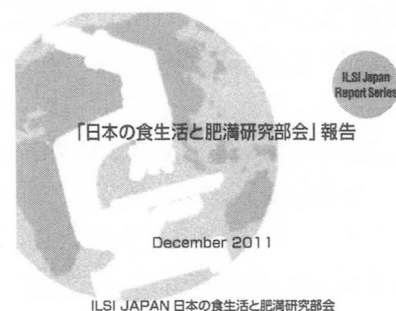 ILSI Japan
Report Series
「日本の食生活と肥満研究部会」報告
December 2011
ILSI JAPAN 日本の食生活と肥満研究部会